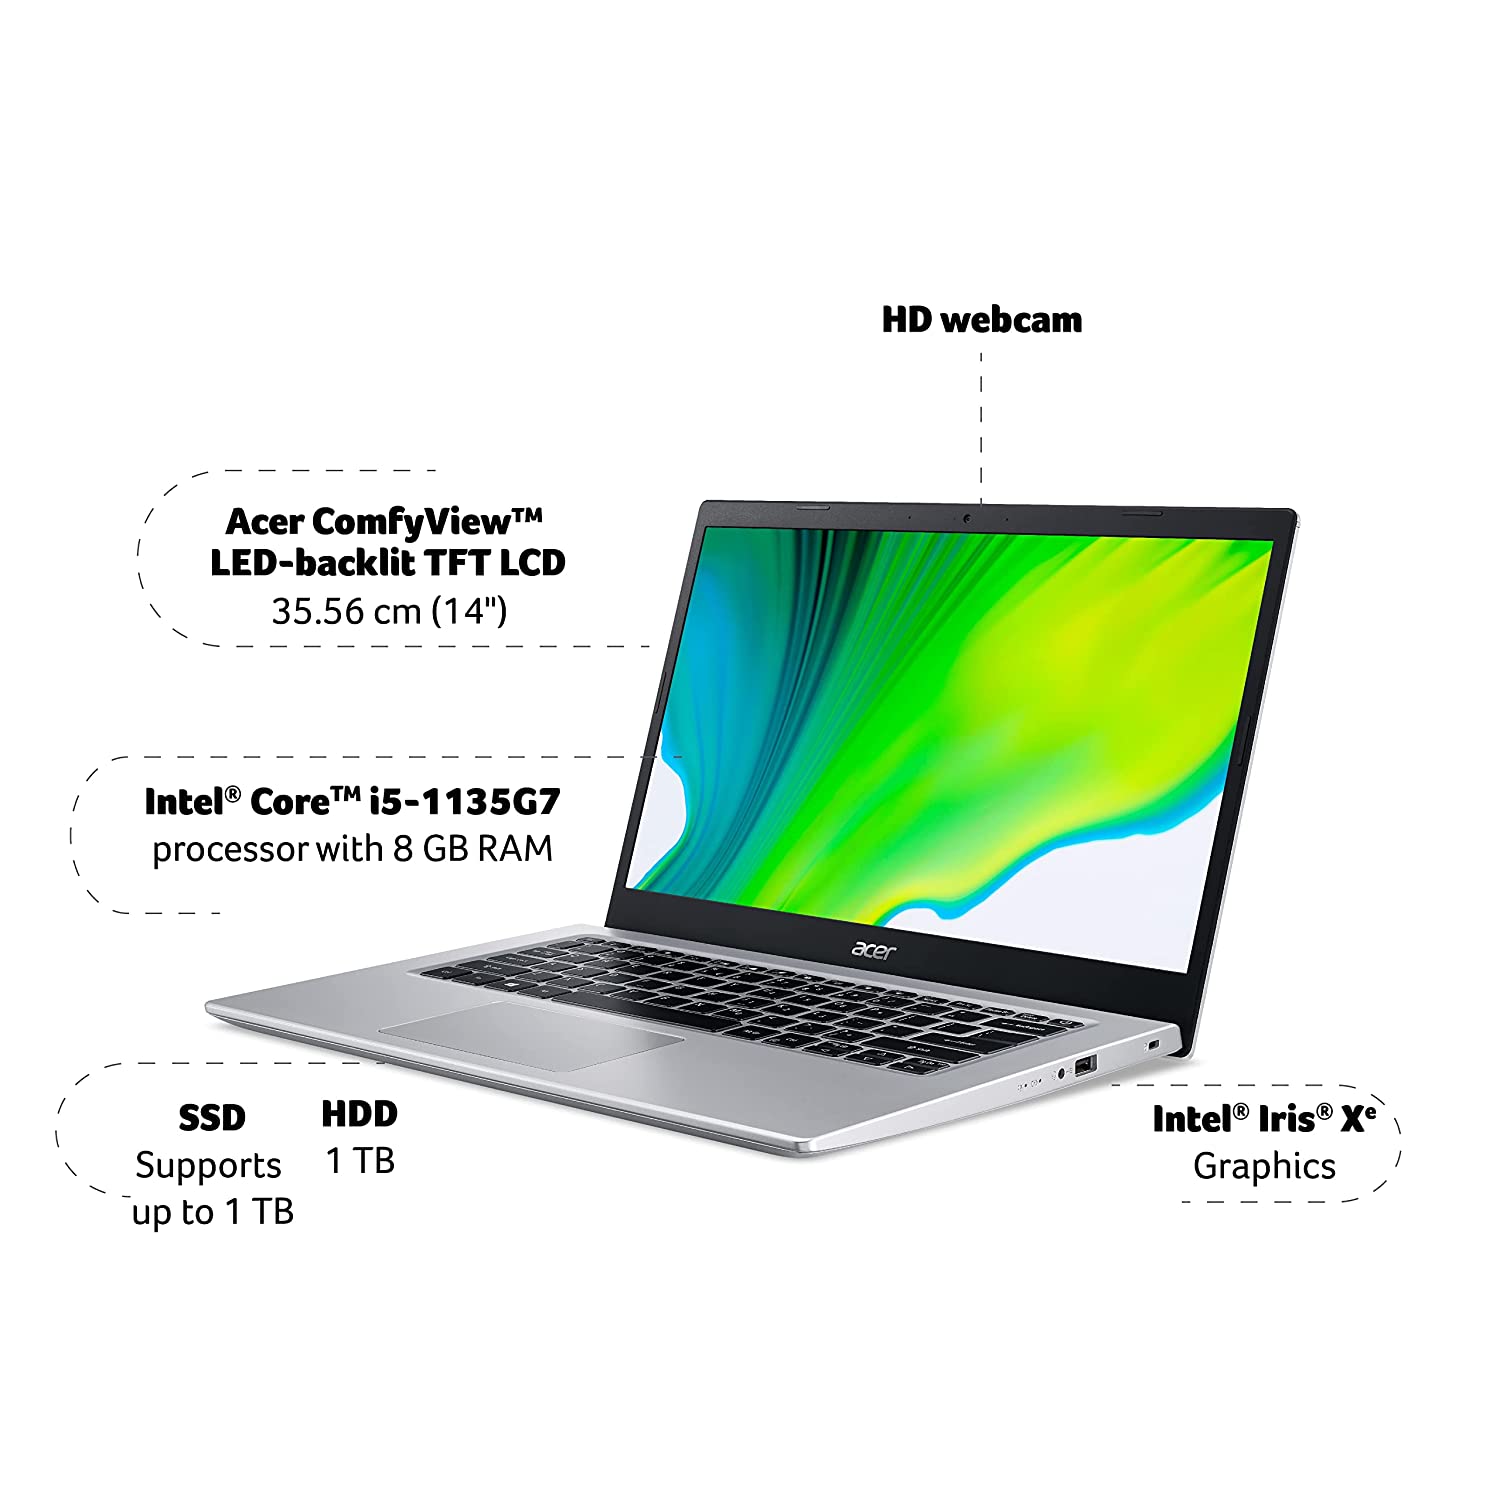 HD webcam
Acer ComfyView™
LED-backlit TFT LCD
35.56 cm (14")
Intel® Core™ i5-1135G7
processor with 8 GB RAM
acer
SSD
Supports
up to 1 TB
HDD
1 TB
Intel® Iris® Xe
Graphics